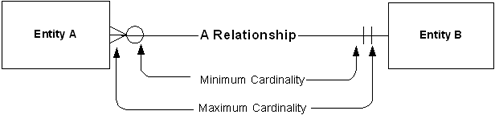 Entity A
A Relationship
Entity B
Minimum Cardinality
Maximum Cardinality